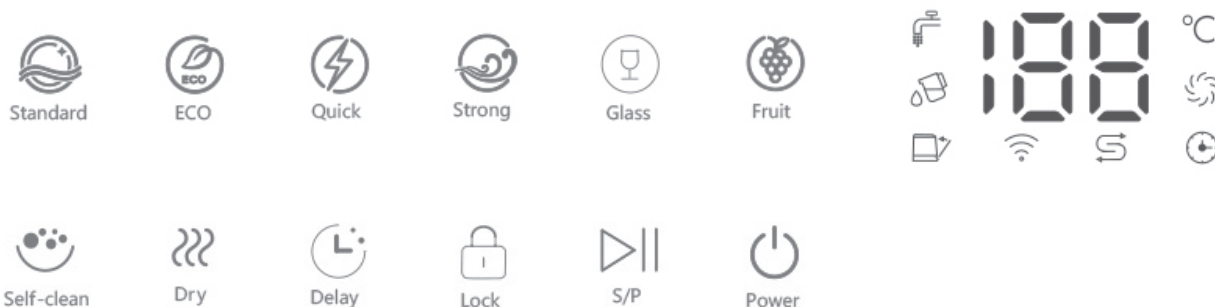 Standard
ECO
ECO
Quick
Strong
Glass
Fruit
188
°C
Self-clean
Dry
Delay
Lock
S/P
Power